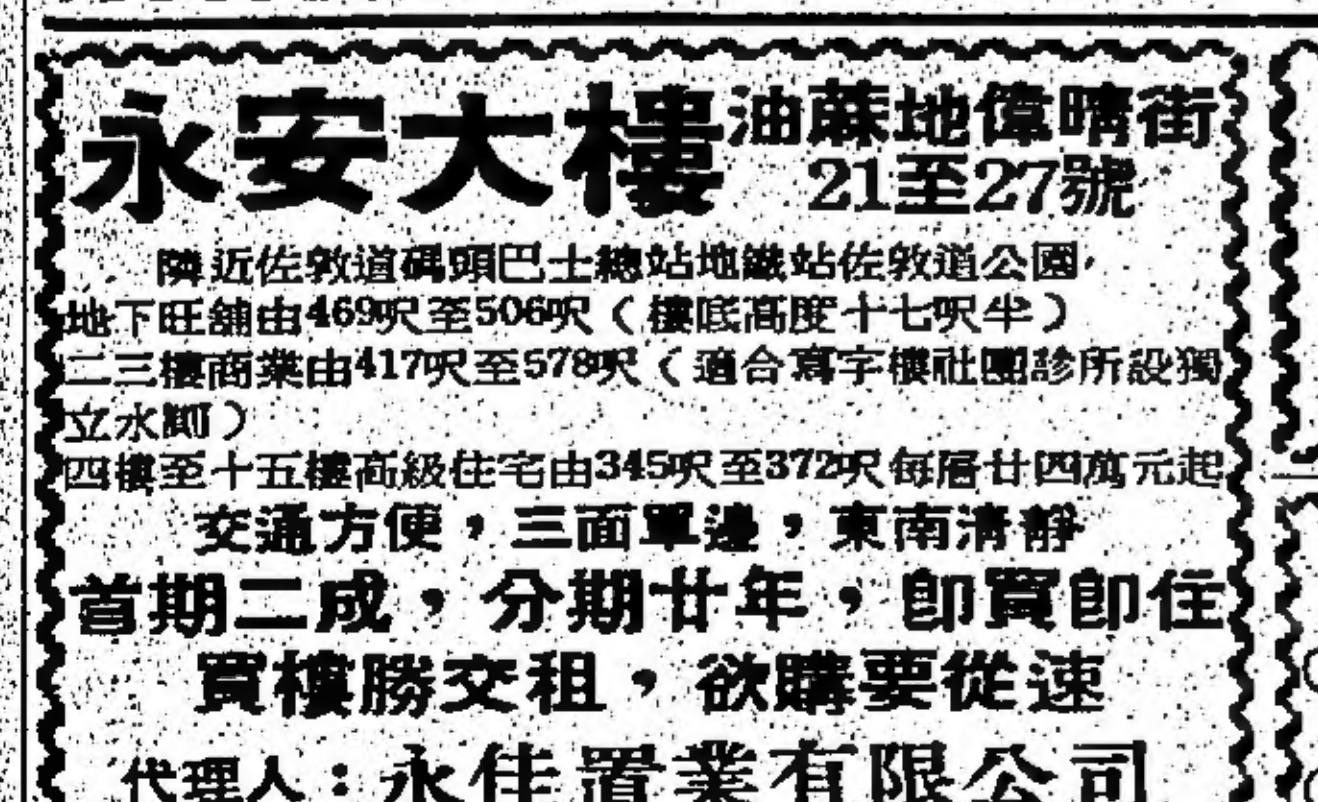 永安大樓
油蔴地偉晴街
21至27號
隣近佐敦道碼頭巴士總站地鐵站佐敦道公園,
地下旺舖由469呎至506呎(樓底高度十七呎半)
二三樓商業由417呎至578呎(適合寫字樓社團診所設獨
立水廁)
四樓至十五樓高級住宅由345呎至372呎每層廿四萬元起
交通方便,三面單邊,東南清靜
首期二成,分期廿年,即買即住
買樓勝交租,欲購要從速
代理人:永佳置業有限公司